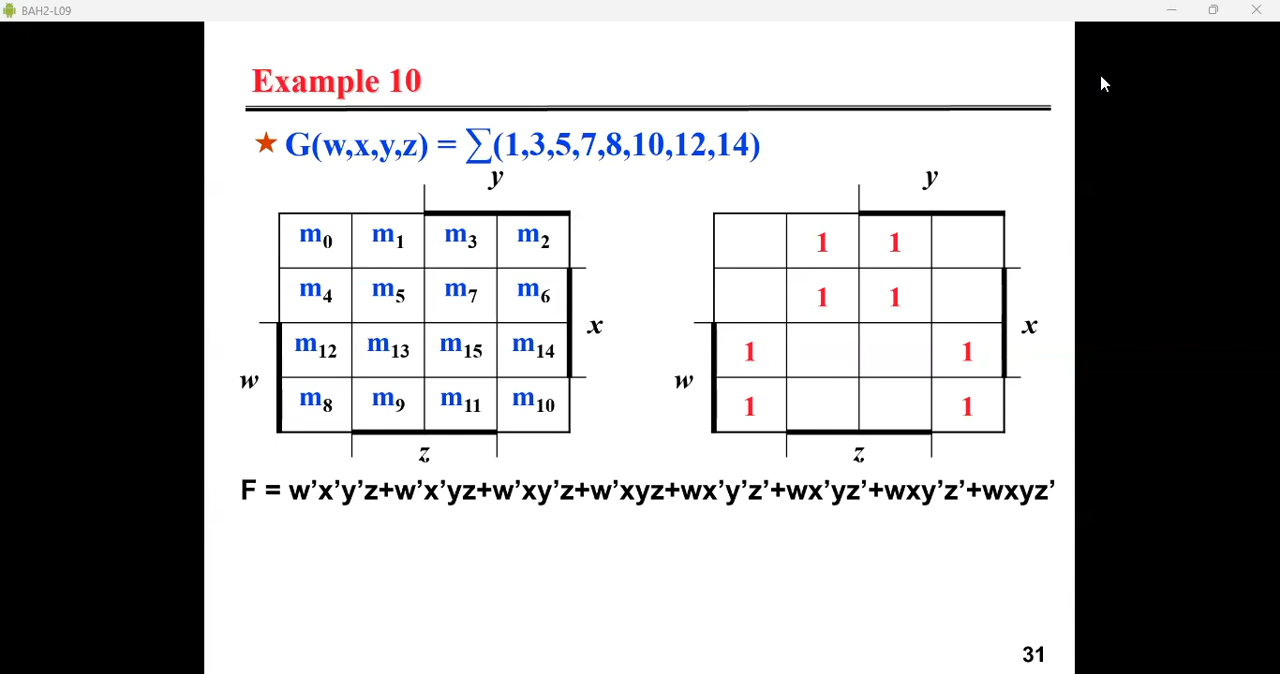 BAH2-L09
Example 10
★ G(w,x,y,z) = ∑(1,3,5,7,8,10,12,14)
y y
m₀ m₁ m₃ m₂ 1 1
m₄ m₅ m₇ m₆ 1 1
x x
m₁₂ m₁₃ m₁₅ m₁₄ 1 1
w w
m₈ m₉ m₁₁ m₁₀ 1 1
z z
F = w’x’y’z+w’x’yz+w’xy’z+w’xyz+wx’y’z’+wx’yz’+wxy’z’+wxyz’
31